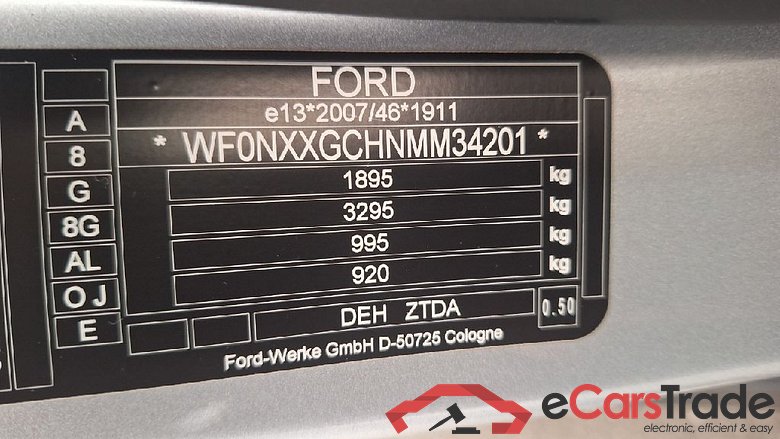 FORD
e13*2007/46*1911
* WF0NXXGCHNMM34201 *
1895 kg
3295 kg
995 kg
920 kg
A
8
G
8G
AL
O J
E
DEH ZTDA
0.50
Ford-Werke GmbH D-50725 Cologne
eCarsTrade
electronic, efficient & easy